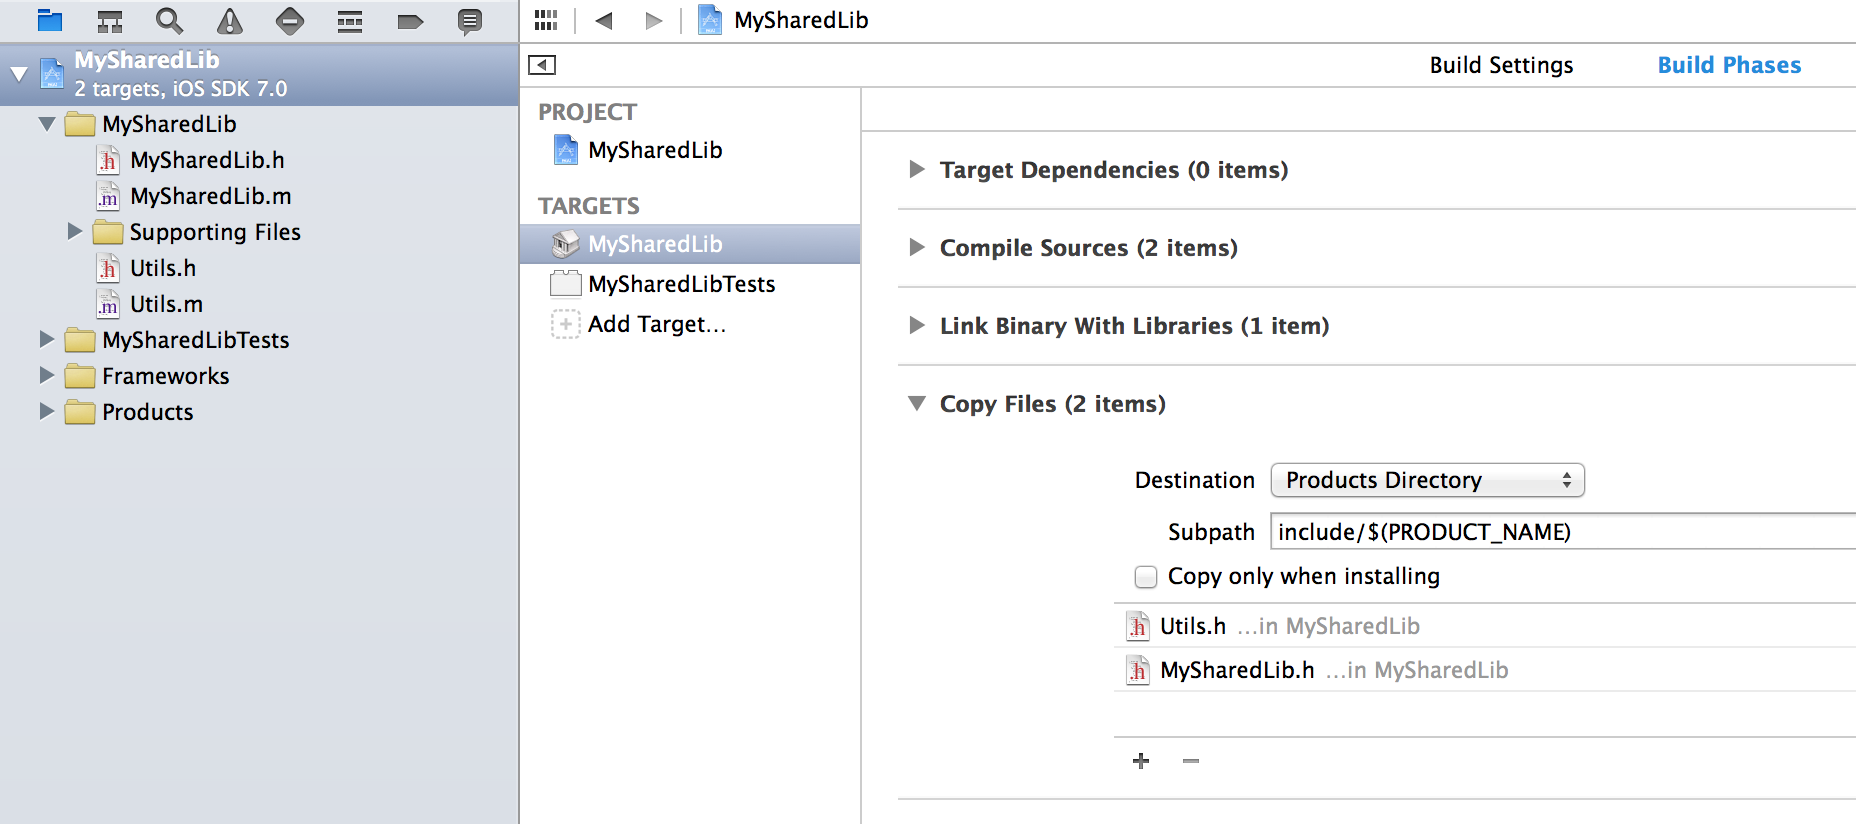 MySharedLib
2 targets, iOS SDK 7.0
MySharedLib
MySharedLib.h
MySharedLib.m
Supporting Files
Utils.h
Utils.m
MySharedLibTests
Frameworks
Products
MySharedLib
Build Settings
Build Phases
PROJECT
MySharedLib
TARGETS
MySharedLib
MySharedLibTests
Add Target...
Target Dependencies (0 items)
Compile Sources (2 items)
Link Binary With Libraries (1 item)
Copy Files (2 items)
Destination Products Directory
Subpath include/$(PRODUCT_NAME)
Copy only when installing
Utils.h ...in MySharedLib
MySharedLib.h ...in MySharedLib